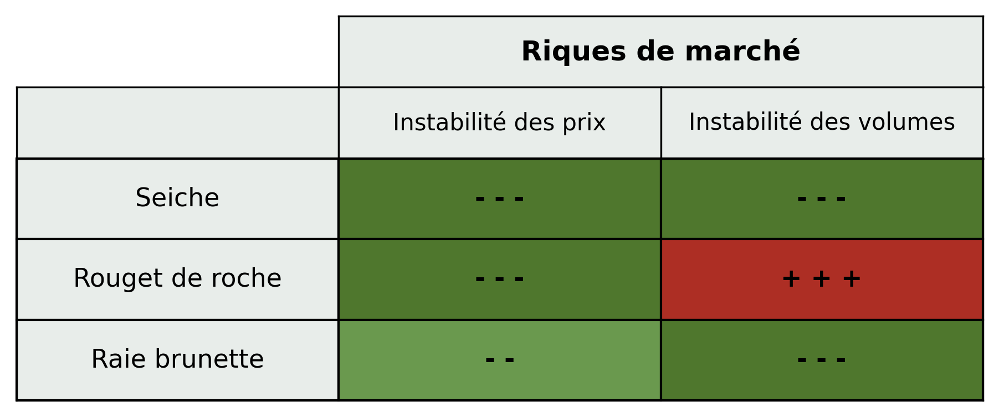 Riques de marché
Instabilité des prix Instabilité des volumes
Seiche - - - - - -
Rouget de roche - - - + + +
Raie brunette - - - - -